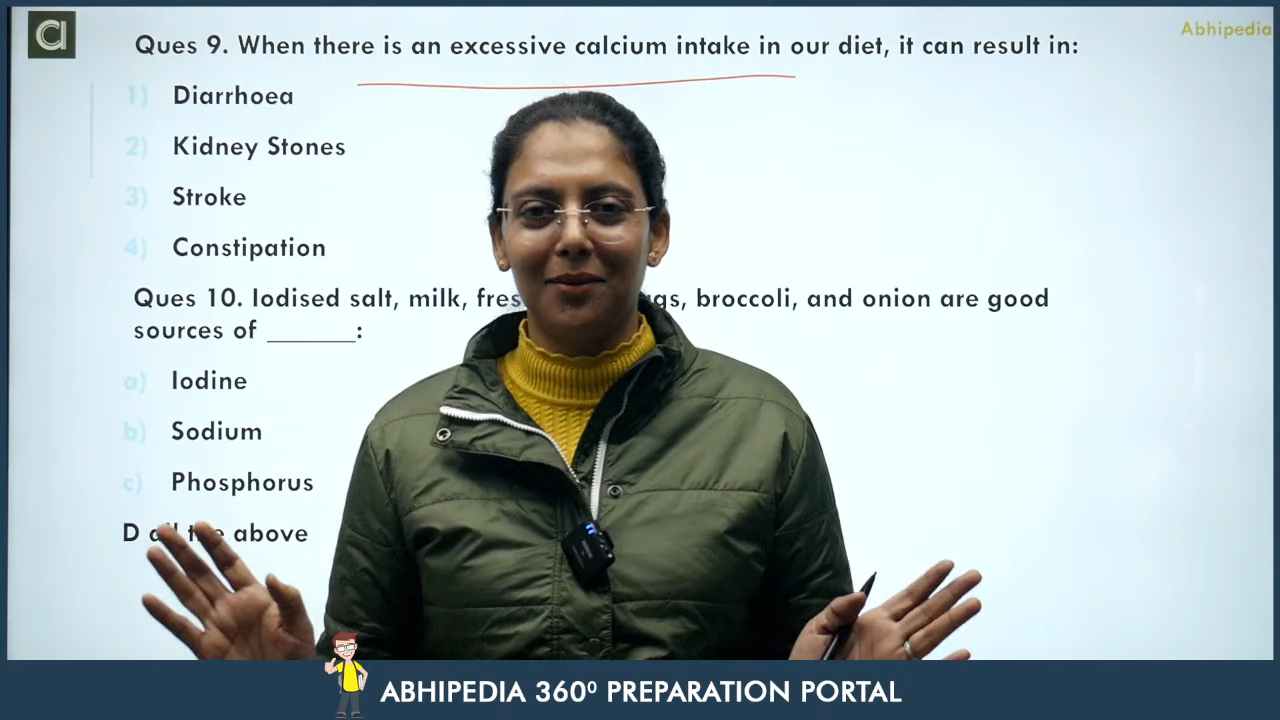 a
Abhipedia
Ques 9. When there is an excessive calcium intake in our diet, it can result in:
1) Diarrhoea
2) Kidney Stones
3) Stroke
4) Constipation
Ques 10. Iodised salt, milk, broccoli, and onion are good
sources of _______:
a) Iodine
b) Sodium
c) Phosphorus
D above
ABHIPEDIA 360⁰ PREPARATION PORTAL